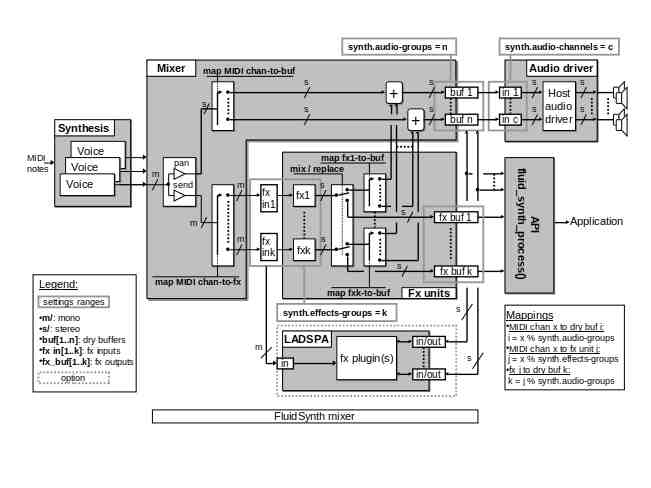 synth.audio-groups = n
synth.audio-channels = c
Mixer
map MIDI chan-to-buf
Audio driver
s
s
s
s
s
s
+
buf 1
in 1
Host
audio
driver
s
s
s
s
+
buf n
in c
Synthesis
Voice
Voice
Voice
MIDI
notes
m
pan
send
m
map fx1-to-buf
mix / replace
m
fx
in1
fx1
s
s
fx buf 1
m
fx
ink
fxk
s
s
fx buf k
fluid_synth_process()
API
Application
map MIDI chan-to-fx
map fxk-to-buf
Fx units
Legend:
settings ranges
•m/: mono
•s/: stereo
•buf[1..n]: dry buffers
•fx in[1..k]: fx inputs
•fx_buf[1..k]: fx outputs
option
synth.effects-groups = k
s
m
LADSPA
in
fx plugin(s)
in/out
in/out
s
Mappings
•MIDI chan x to dry buf i:
i = x % synth.audio-groups
•MIDI chan x to fx unit j:
j = x % synth.effects-groups
•fx j to dry buf k:
k = j % synth.audio-groups
FluidSynth mixer